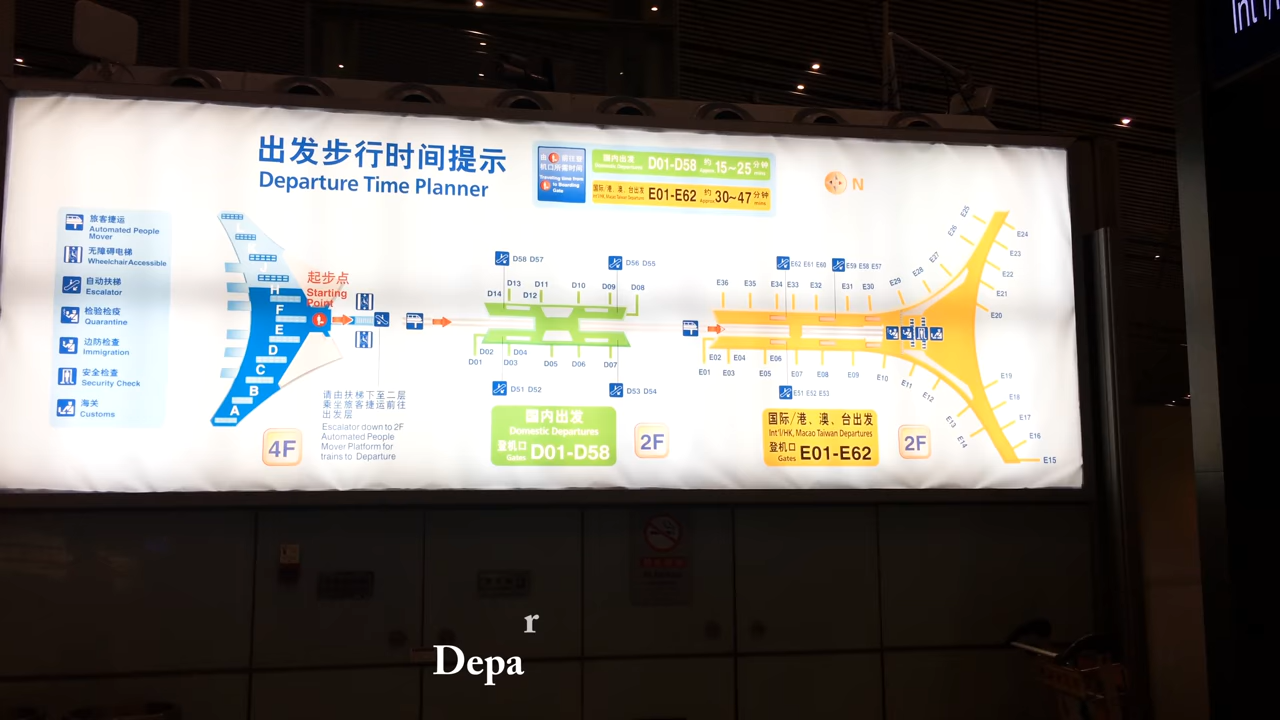 Int'l/
出发步行时间提示
Departure Time Planner
国内出发
Domestic Departures
D01-D58
约
15~25
分钟
国际/港、澳、台出发
E01-E62
约
30~47
分钟
N
旅客捷运
Automated People
Mover
无障碍电梯
Wheelchair Accessible
自动扶梯
Escalator
检验检疫
Quarantine
边防检查
Immigration
安全检查
Security Check
海关
Customs
H
F
E
D
C
B
A
起步点
Starting
Point
4F
请由扶梯下至二层
乘坐旅客捷运前往
出发层
Escalator down to 2F
Automated People
Mover Platform for
trains to Departure
D58 D57
D56 D55
D14
D13
D12
D11
D10
D09
D08
D01
D02
D03
D04
D05
D06
D07
D51 D52
D53 D54
国内出发
Domestic Departures
登机口
Gates
D01-D58
2F
E62 E61 E60
E59 E58 E57
E36
E35
E34
E33
E32
E31
E30
E29
E28
E27
E26
E25
E24
E23
E22
E21
E20
E01
E02
E03
E04
E05
E06
E07
E08
E09
E10
E11
E12
E13
E14
E15
E16
E17
E18
E19
E51 E52 E53
国际/港、澳、台出发
Int'l/HK, Macao Taiwan Departures
登机口
Gates
E01-E62
2F
Depar